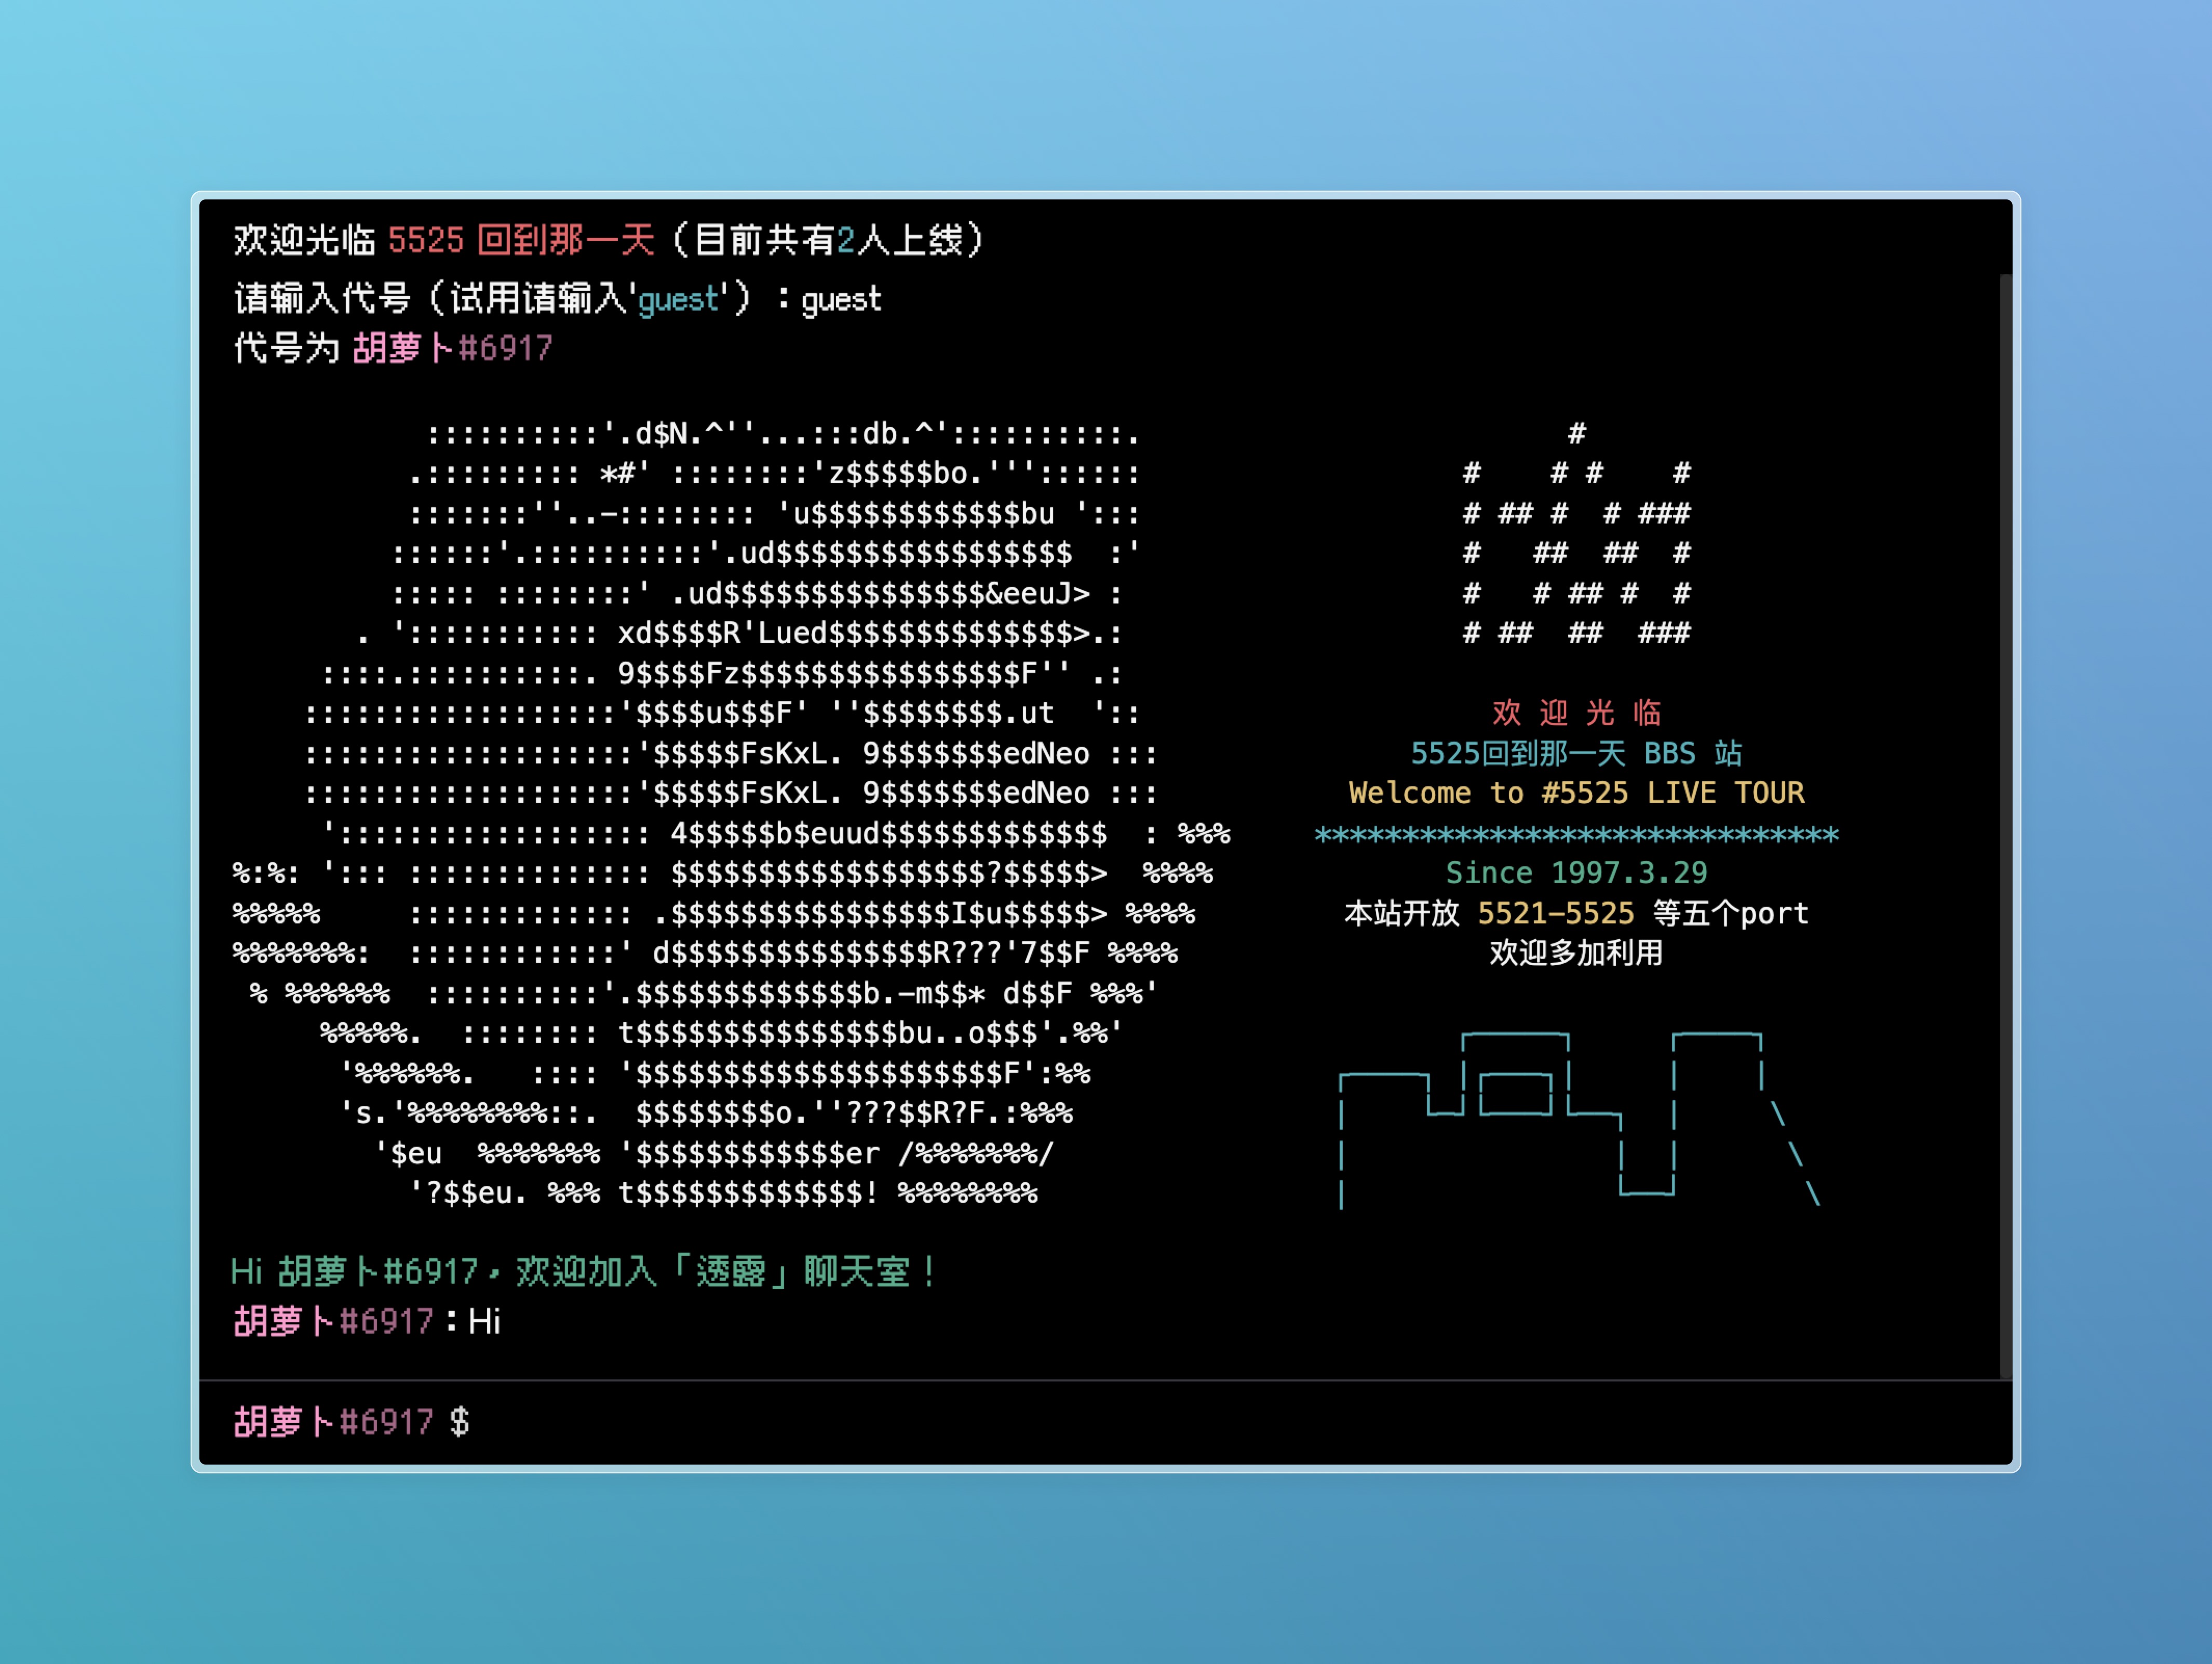 欢迎光临 5525 回到那一天（目前共有2人上线）
请输入代号（试用请输入'guest'）：guest
代号为 胡萝卜#6917
::::::::::'.d$N.^''...:::db.^'::::::::::.
.::::::::: *#' ::::::::'z$$$$$bo.'''::::::
:::::::''..-:::::::: 'u$$$$$$$$$$$$bu ':::
::::::'.::::::::::'.ud$$$$$$$$$$$$$$$$$  :'
::::: ::::::::' .ud$$$$$$$$$$$$$$$&eeuJ> :
. '::::::::::: xd$$$$R'Lued$$$$$$$$$$$$$$>.:
::::.::::::::::. 9$$$$Fz$$$$$$$$$$$$$$$$F'' .:
::::::::::::::::::'$$$$u$$$F' ''$$$$$$$$.ut  '::
:::::::::::::::::::'$$$$$FsKxL. 9$$$$$$$edNeo :::
:::::::::::::::::::'$$$$$FsKxL. 9$$$$$$$edNeo :::
':::::::::::::::::: 4$$$$$b$euud$$$$$$$$$$$$$  : %%%
%:%: '::: :::::::::::::: $$$$$$$$$$$$$$$$$$?$$$$$>  %%%%
%%%%%     ::::::::::::: .$$$$$$$$$$$$$$$$I$u$$$$$> %%%%
%%%%%%%:  ::::::::::::' d$$$$$$$$$$$$$$$R???'7$$F %%%%
% %%%%%%  ::::::::::'.$$$$$$$$$$$$$b.-m$$* d$$F %%%'
%%%%%.  :::::::: t$$$$$$$$$$$$$$$bu..o$$$'.%%'
'%%%%%%.   :::: '$$$$$$$$$$$$$$$$$$$$$F':%%
's.'%%%%%%%%::.  $$$$$$$$o.''???$$R?F.:%%%
'$eu  %%%%%%% '$$$$$$$$$$$$er /%%%%%%%/
'?$$eu. %%% t$$$$$$$$$$$$$! %%%%%%%%
#
#    # #    #
# ## #  # ###
#   ##  ##  #
#   # ## #  #
# ##  ##  ###
欢 迎 光 临
5525回到那一天 BBS 站
Welcome to #5525 LIVE TOUR
******************************
Since 1997.3.29
本站开放 5521-5525 等五个port
欢迎多加利用
Hi 胡萝卜#6917，欢迎加入「透露」聊天室！
胡萝卜#6917：Hi
胡萝卜#6917 $